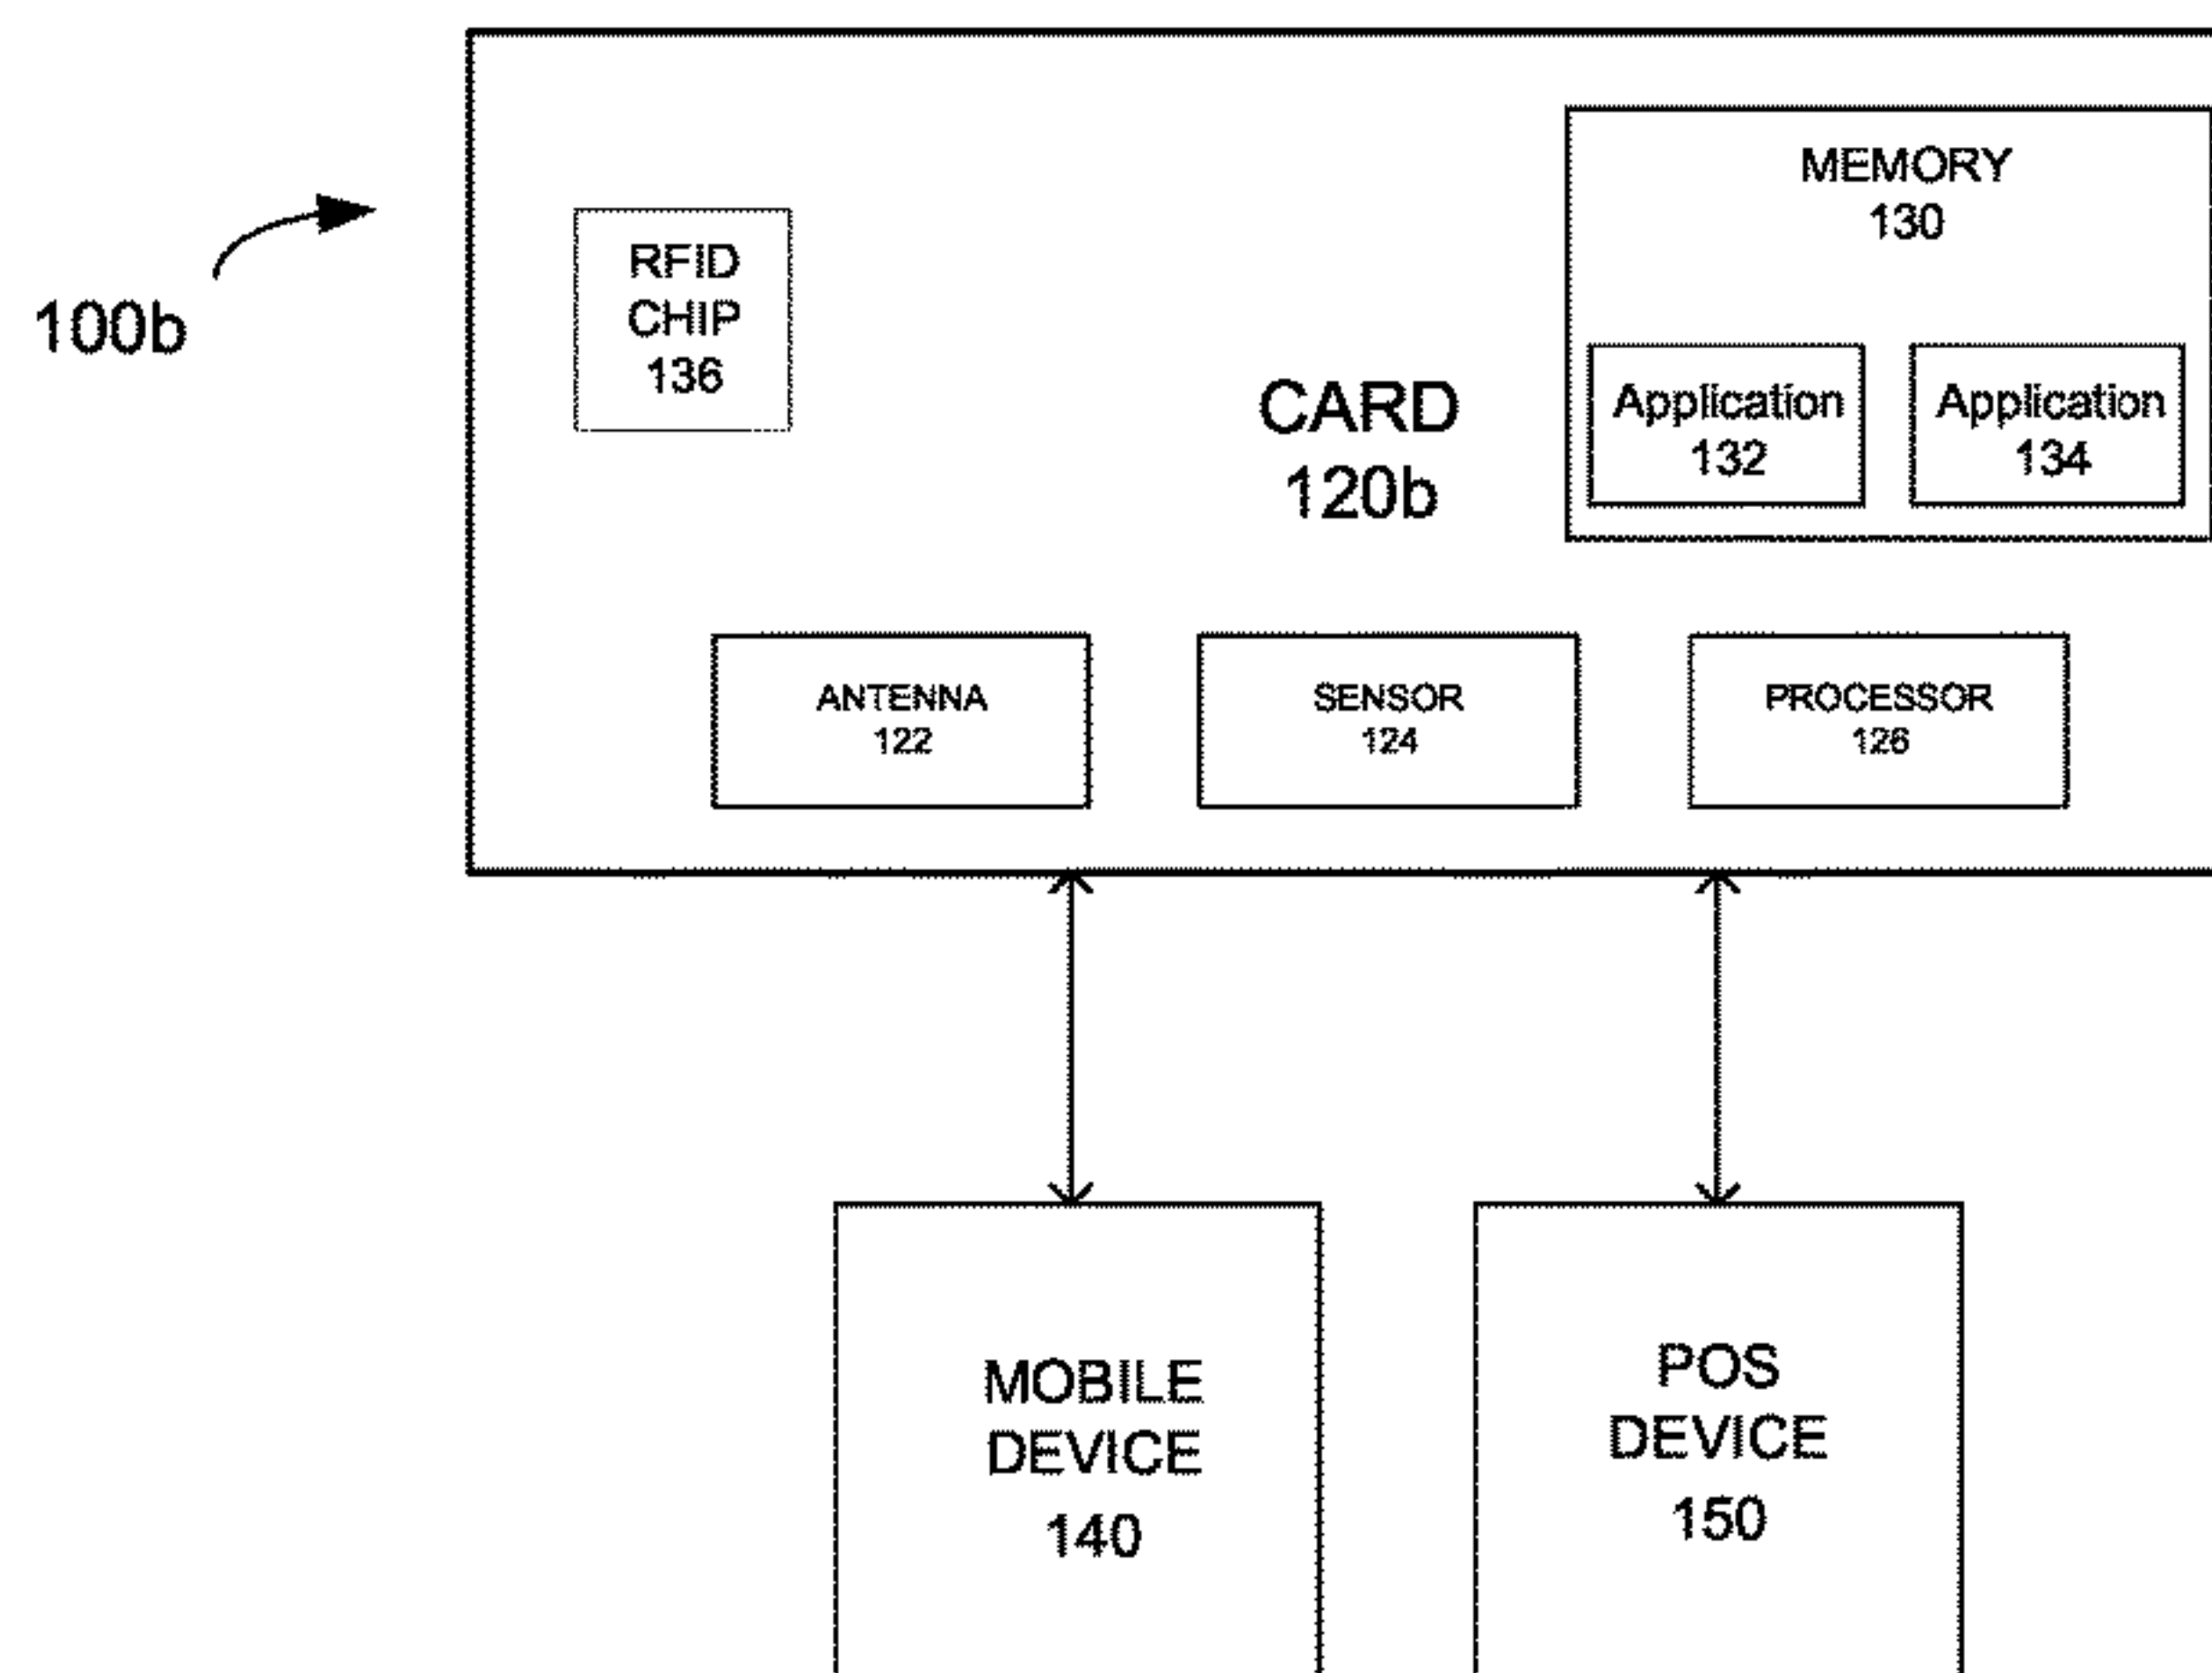 100b
RFID
CHIP
136
CARD
120b
MEMORY
130
Application
132
Application
134
ANTENNA
122
SENSOR
124
PROCESSOR
126
MOBILE
DEVICE
140
POS
DEVICE
150